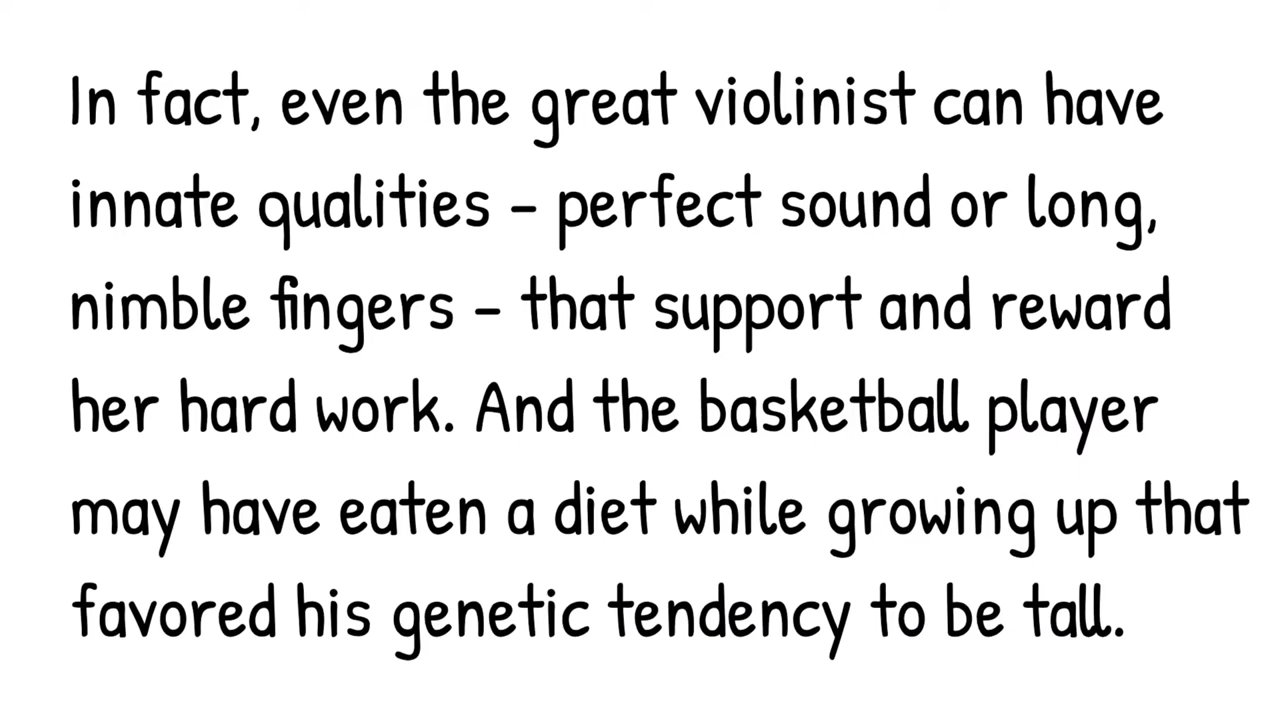 In fact, even the great violinist can have
innate qualities – perfect sound or long,
nimble fingers – that support and reward
her hard work. And the basketball player
may have eaten a diet while growing up that
favored his genetic tendency to be tall.